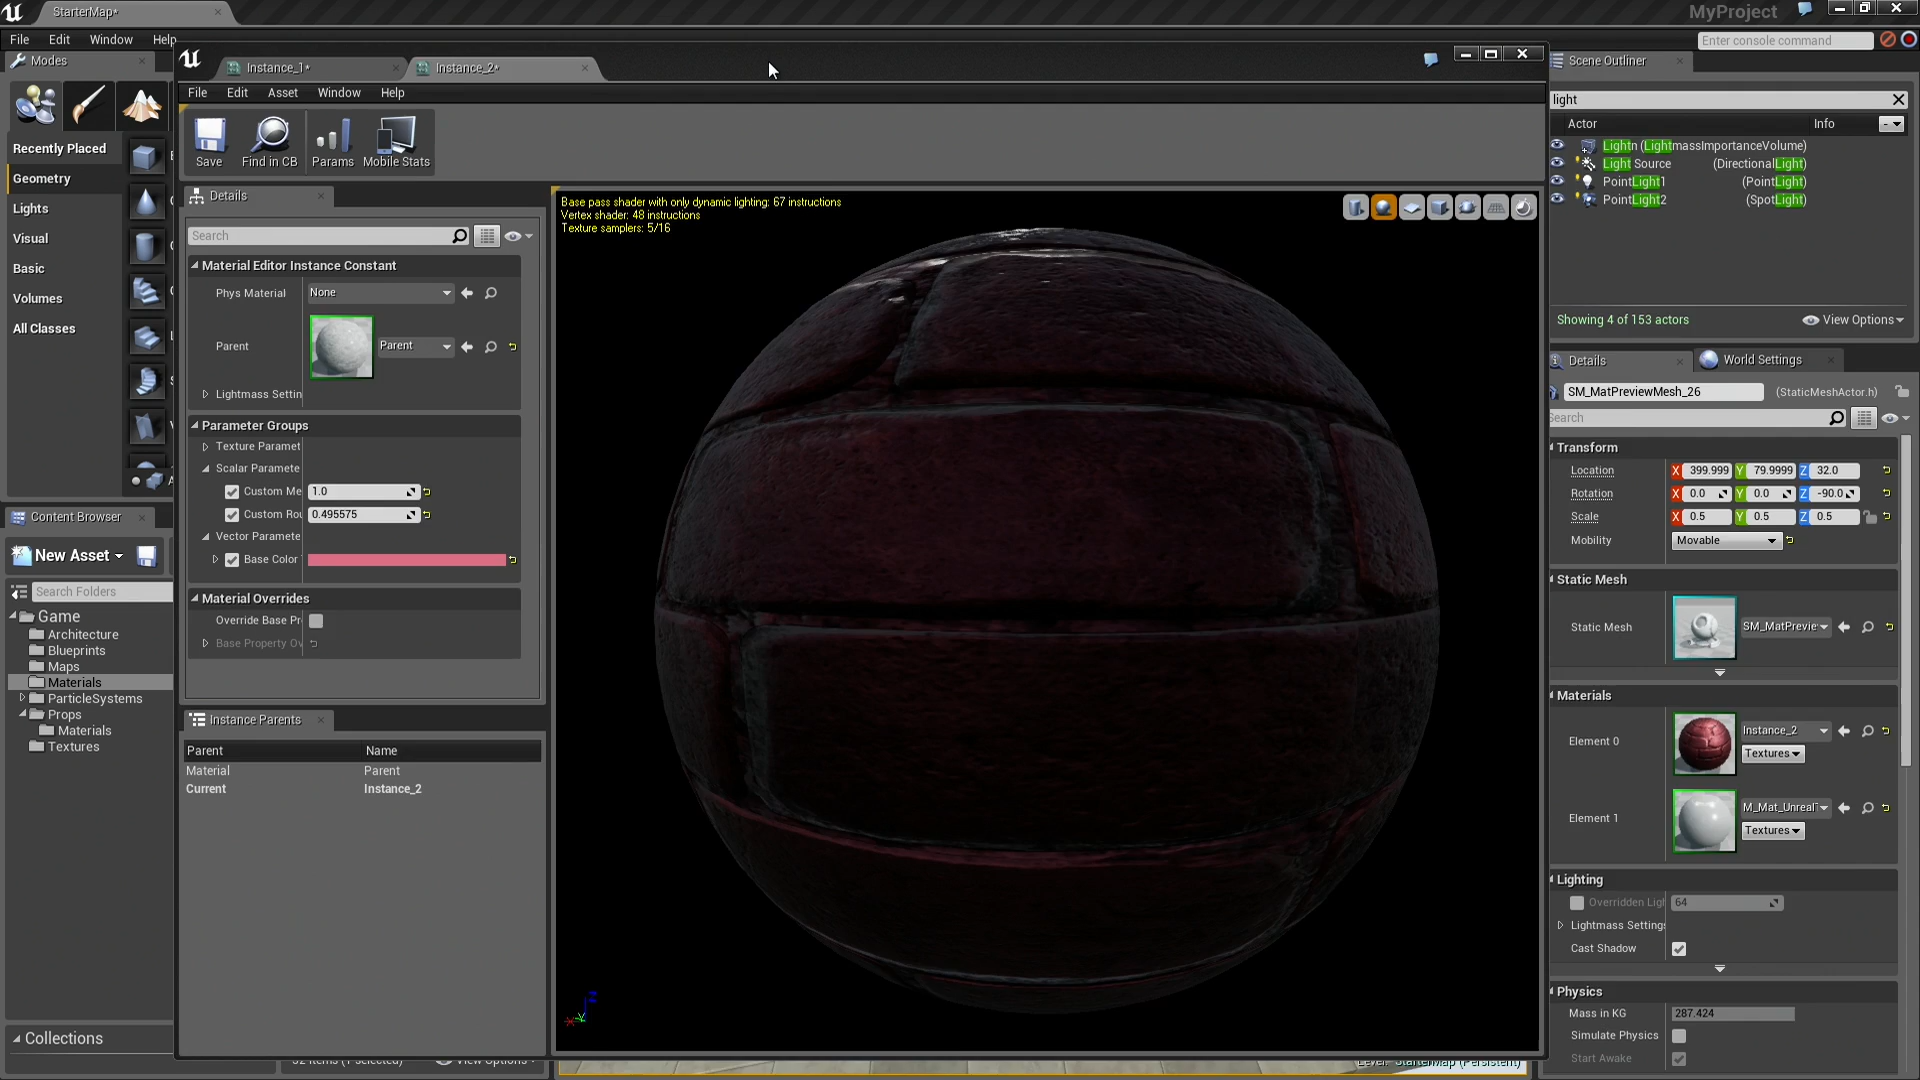 StarterMap*
MyProject
File Edit Window Help
Enter console command
Modes
Recently Placed
Geometry
Lights
Visual
Basic
Volumes
All Classes
Content Browser
New Asset
Search Folders
Game
Architecture
Blueprints
Maps
Materials
ParticleSystems
Props
Materials
Textures
Collections
Instance_1*
Instance_2*
File Edit Asset Window Help
Save
Find in CB
Params
Mobile Stats
Details
Search
Material Editor Instance Constant
Phys Material None
Parent Parent
Lightmass Settin
Parameter Groups
Texture Paramet
Scalar Paramete
Custom Me 1.0
Custom Rou 0.495575
Vector Paramete
Base Color
Material Overrides
Override Base Pr
Base Property Ov
Instance Parents
Parent Name
Material Parent
Current Instance_2
Base pass shader with only dynamic lighting: 67 instructions
Vertex shader: 48 instructions
Texture samplers: 5/16
View Options
Level: StarterMap (Persistent)
Scene Outliner
light
Actor Info
Lightn (LightmassImportanceVolume)
Light Source (DirectionalLight)
PointLight1 (PointLight)
PointLight2 (SpotLight)
Showing 4 of 153 actors
View Options
Details
World Settings
SM_MatPreviewMesh_26 (StaticMeshActor.h)
Search
Transform
Location X 399.999 Y 79.9999 Z 32.0
Rotation X 0.0 Y 0.0 Z -90.0
Scale X 0.5 Y 0.5 Z 0.5
Mobility Movable
Static Mesh
Static Mesh SM_MatPrevie
Materials
Element 0 Instance_2
Textures
Element 1 M_Mat_Unreal
Textures
Lighting
Overridden Ligh 64
Lightmass Settings
Cast Shadow
Physics
Mass in KG 287.424
Simulate Physics
Start Awake